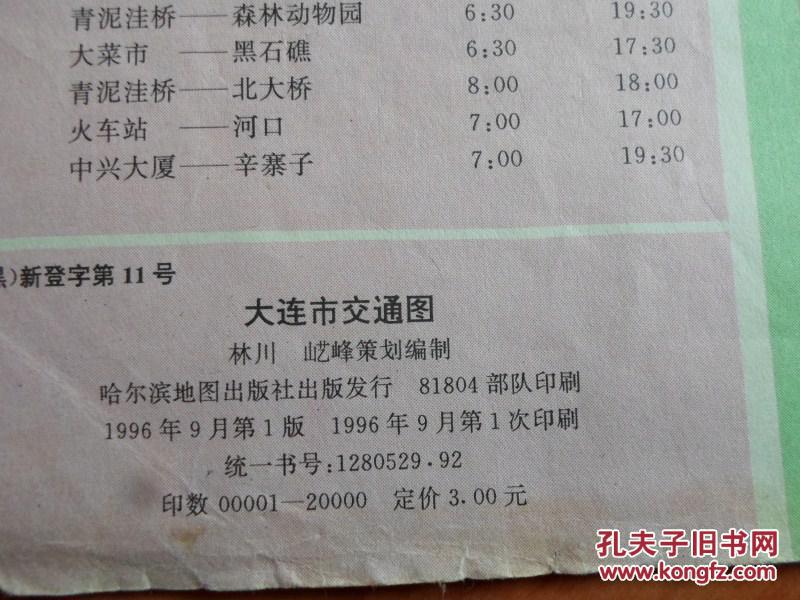 青泥洼桥——森林动物园 6:30 19:30
大菜市——黑石礁 6:30 17:30
青泥洼桥——北大桥 8:00 18:00
火车站——河口 7:00 17:00
中兴大厦——辛寨子 7:00 19:30
黑)新登字第11号
大连市交通图
林川 屹峰策划编制
哈尔滨地图出版社出版发行 81804部队印刷
1996年9月第1版 1996年9月第1次印刷
统一书号:1280529·92
印数 00001—20000 定价 3.00元
孔夫子旧书网
www.kongfz.com